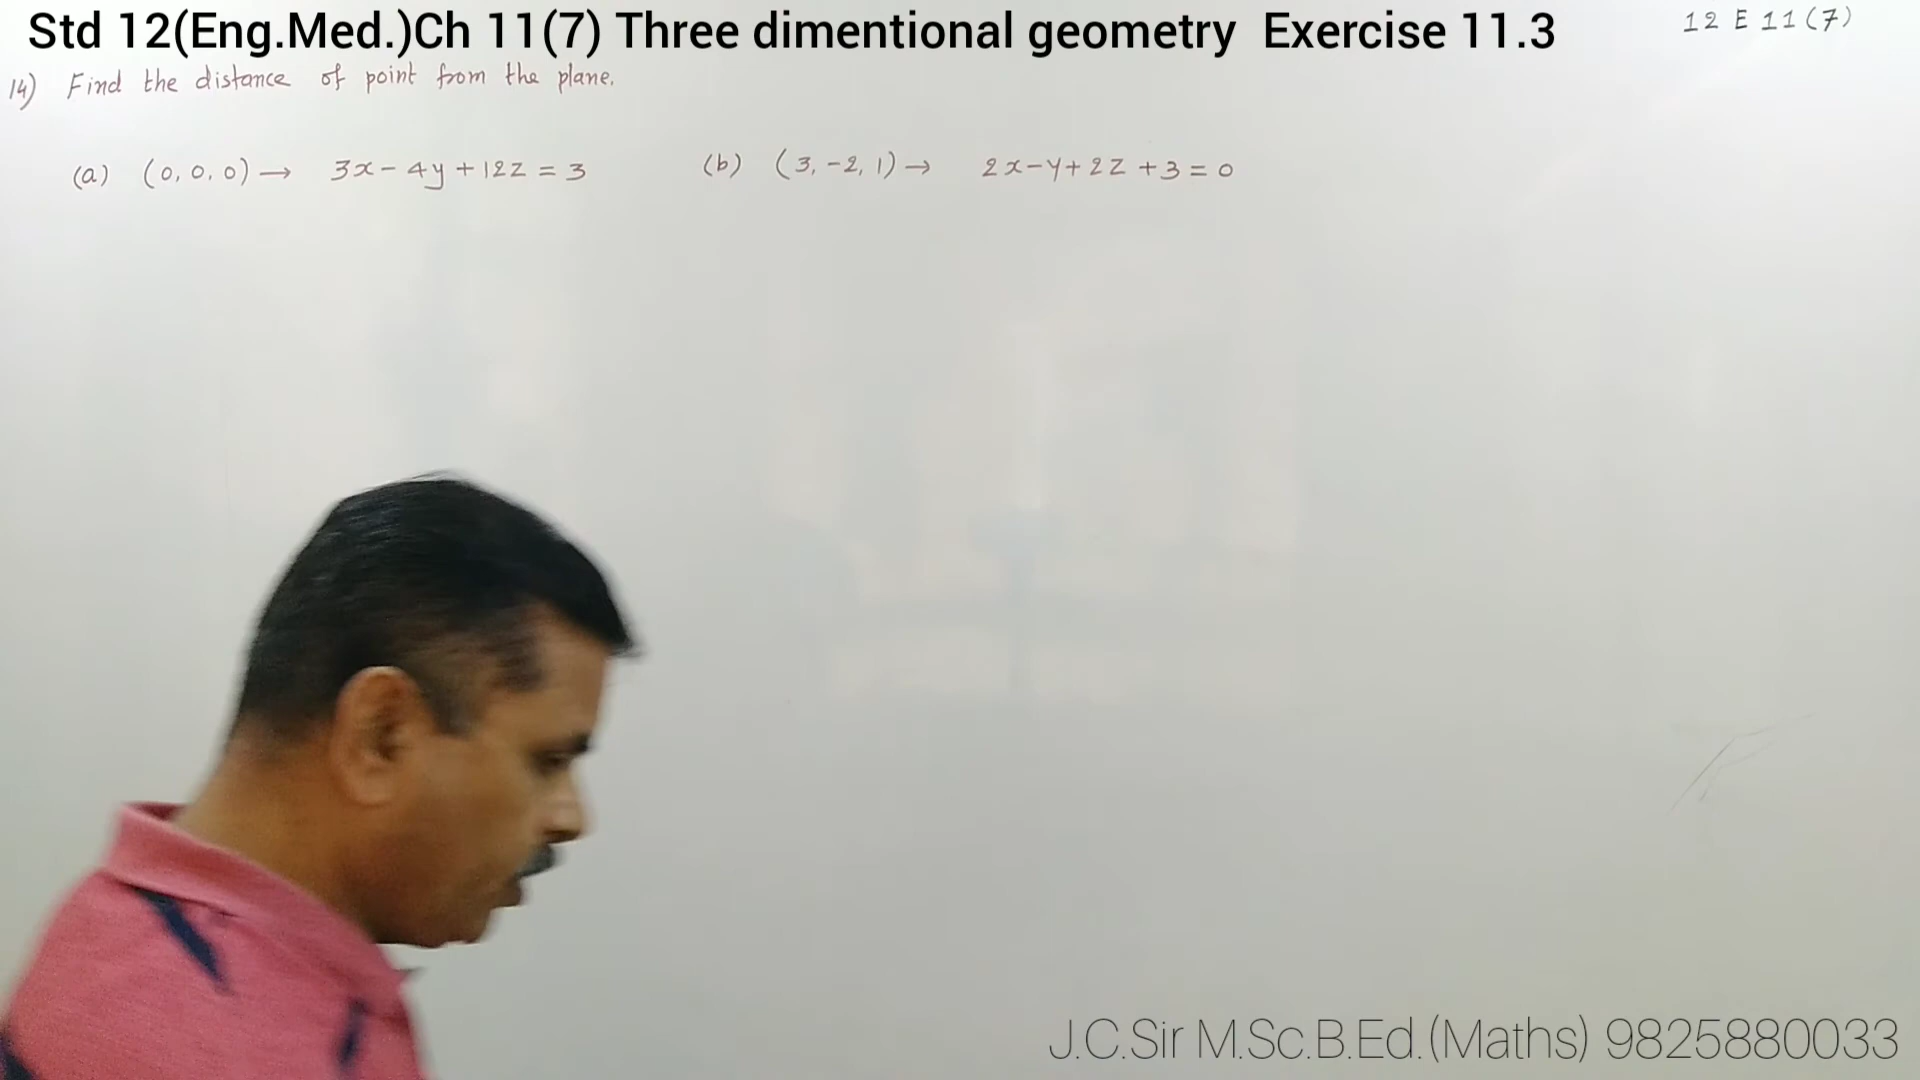 Std 12(Eng.Med.)Ch 11(7) Three dimentional geometry Exercise 11.3
12 E 11(7)
14) Find the distance of point from the plane.
(a) (0, 0, 0) → 3x - 4y + 12z = 3 (b) (3, -2, 1) → 2x - y + 2z + 3 = 0
J.C.Sir M.Sc.B.Ed.(Maths) 9825880033